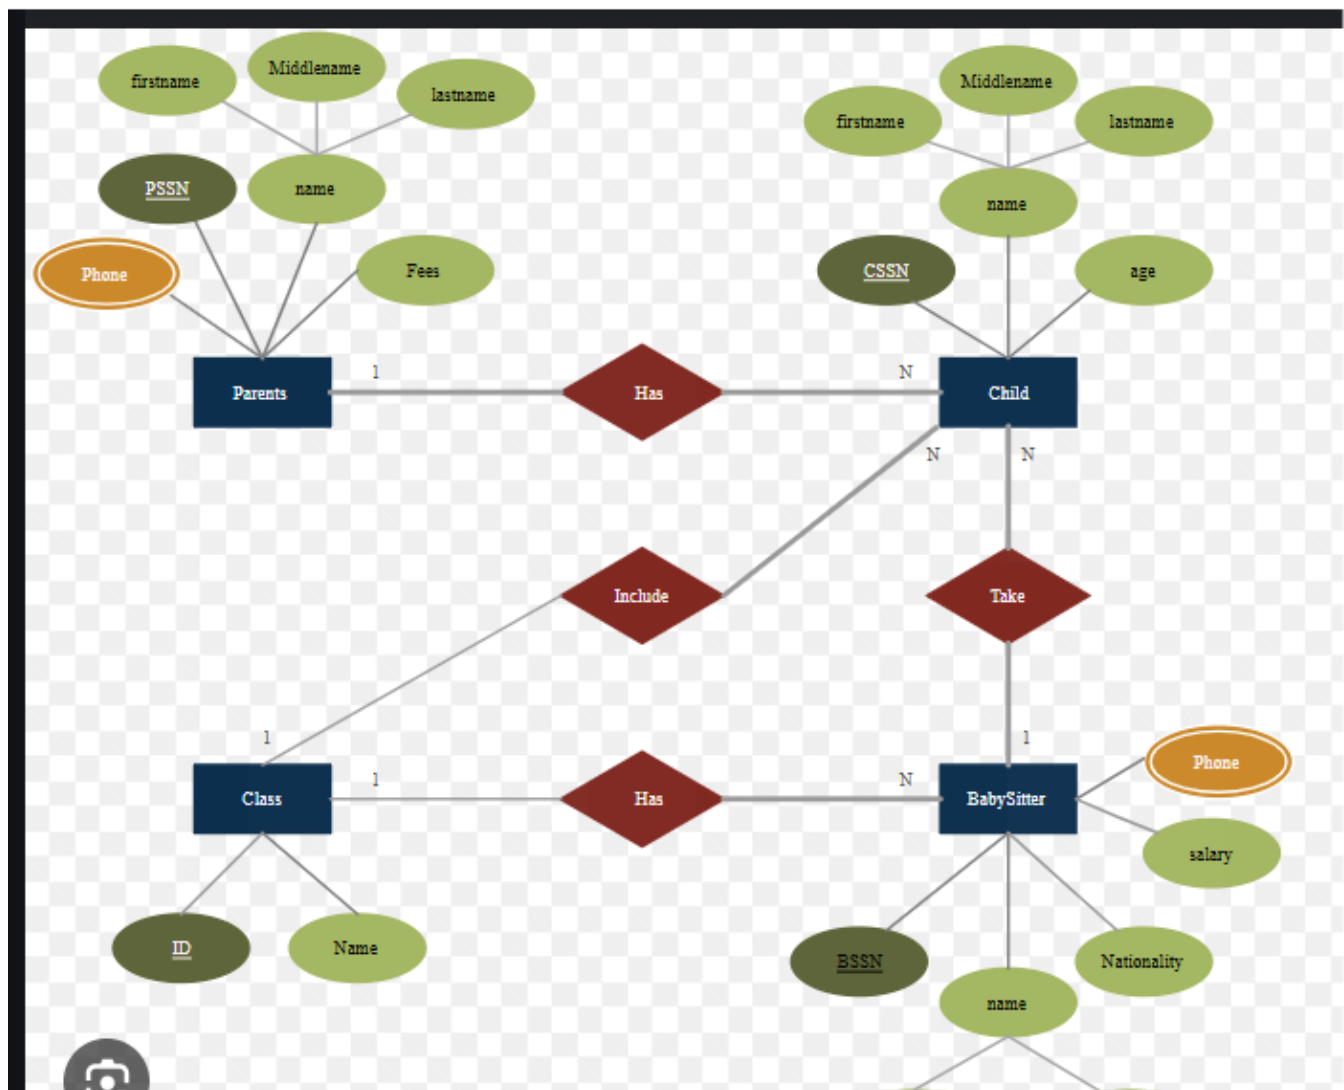 Middlename
firstname
lastname
PSSN
name
Phone
Fees
Parents
1
Has
N
Middlename
firstname
lastname
name
CSSN
age
Child
N
N
Include
Take
1
1
Class
1
Has
N
BabySitter
Phone
salary
ID
Name
BSSN
Nationality
name